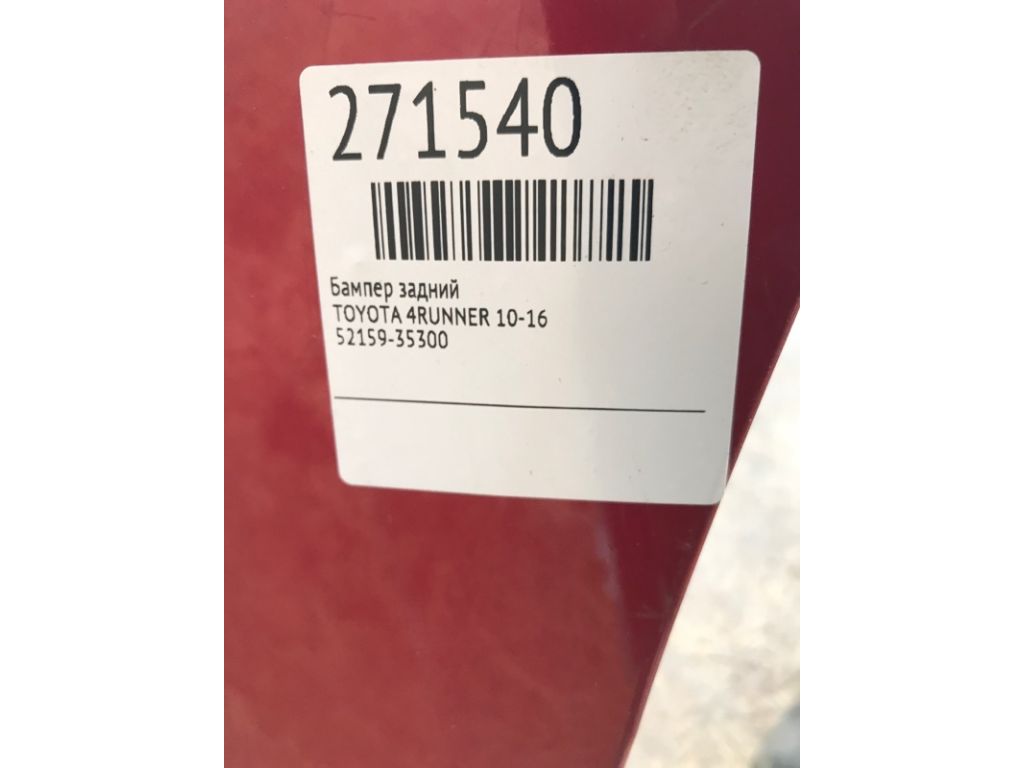 271540
Бампер задний
TOYOTA 4RUNNER 10-16
52159-35300